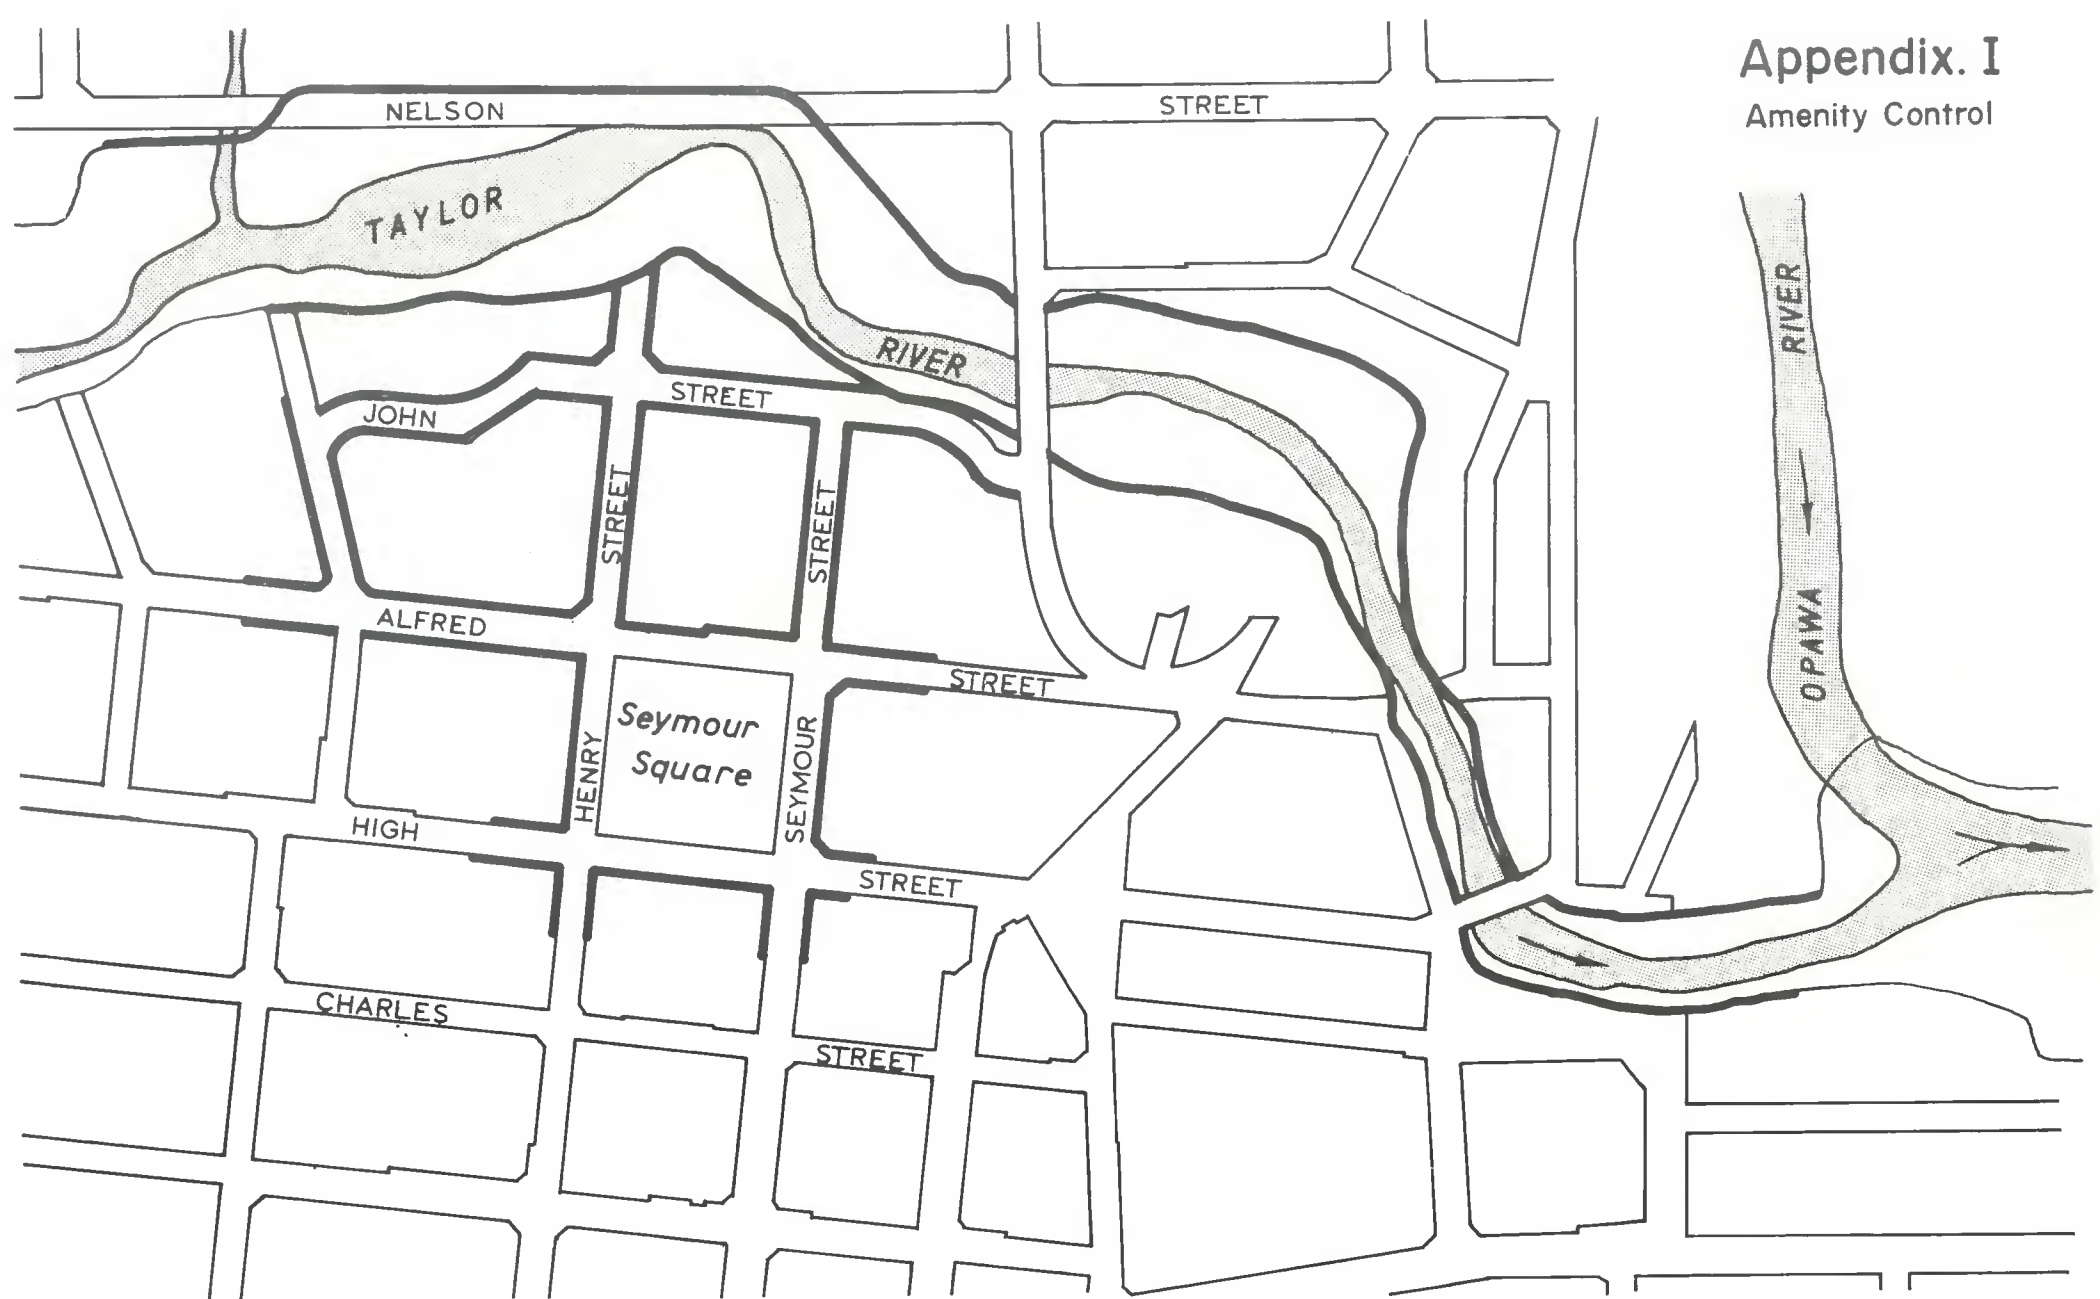 Appendix. I
Amenity Control
NELSON
STREET
TAYLOR
RIVER
RIVER
OPAWA
JOHN
STREET
STREET
STREET
ALFRED
STREET
Seymour
Square
HENRY
SEYMOUR
HIGH
STREET
CHARLES
STREET